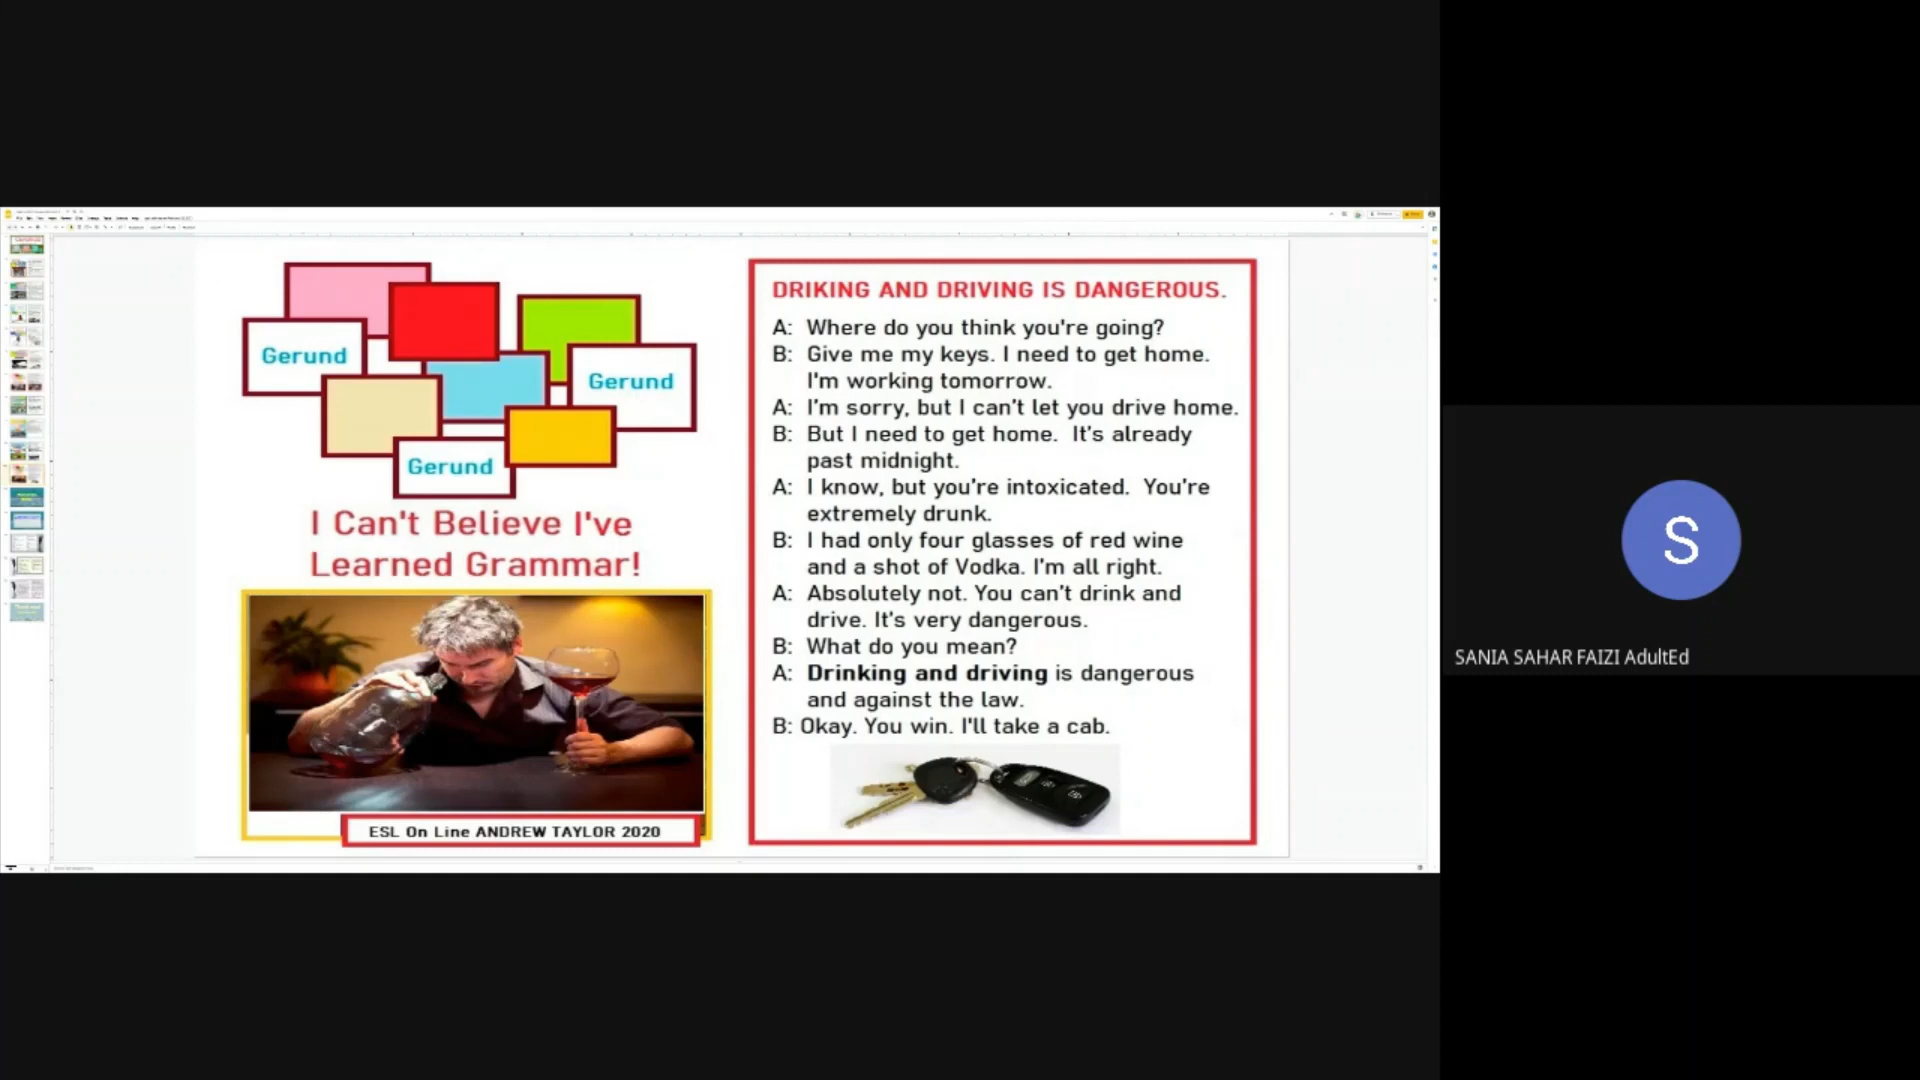 Gerund
Gerund
Gerund
I Can't Believe I've
Learned Grammar!
ESL On Line ANDREW TAYLOR 2020
DRIKING AND DRIVING IS DANGEROUS.
A: Where do you think you're going?
B: Give me my keys. I need to get home.
I'm working tomorrow.
A: I'm sorry, but I can't let you drive home.
B: But I need to get home. It's already
past midnight.
A: I know, but you're intoxicated. You're
extremely drunk.
B: I had only four glasses of red wine
and a shot of Vodka. I'm all right.
A: Absolutely not. You can't drink and
drive. It's very dangerous.
B: What do you mean?
A: Drinking and driving is dangerous
and against the law.
B: Okay. You win. I'll take a cab.
S
SANIA SAHAR FAIZI AdultEd